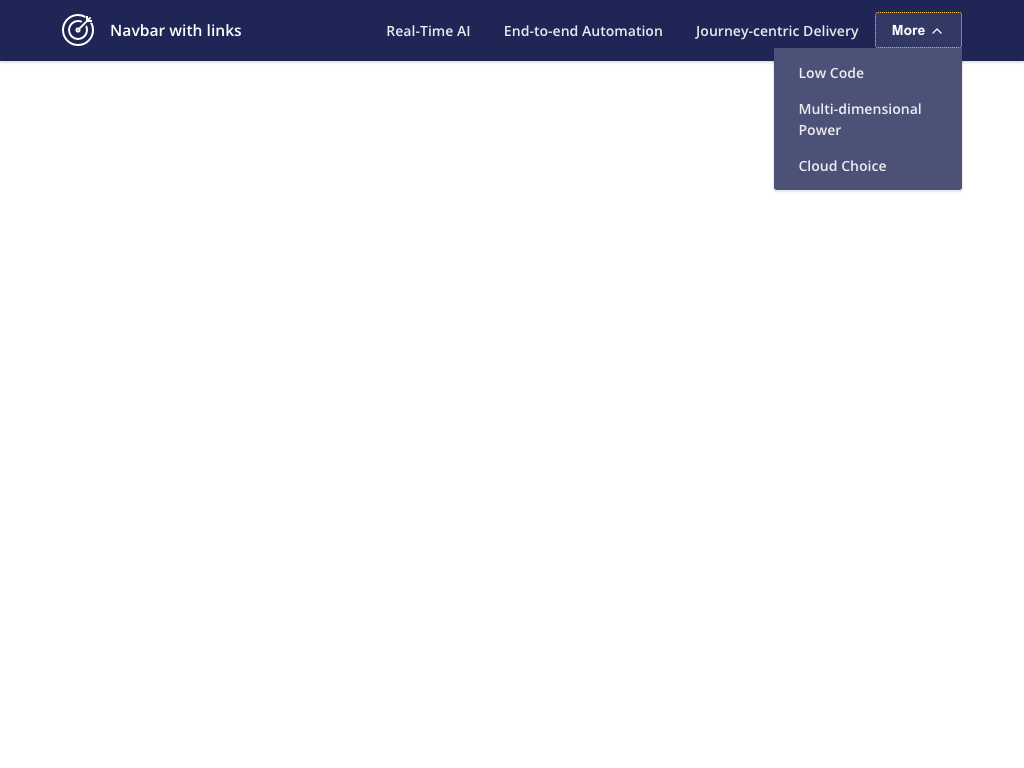 Navbar with links
Real-Time AI
End-to-end Automation
Journey-centric Delivery
More
Low Code
Multi-dimensional
Power
Cloud Choice